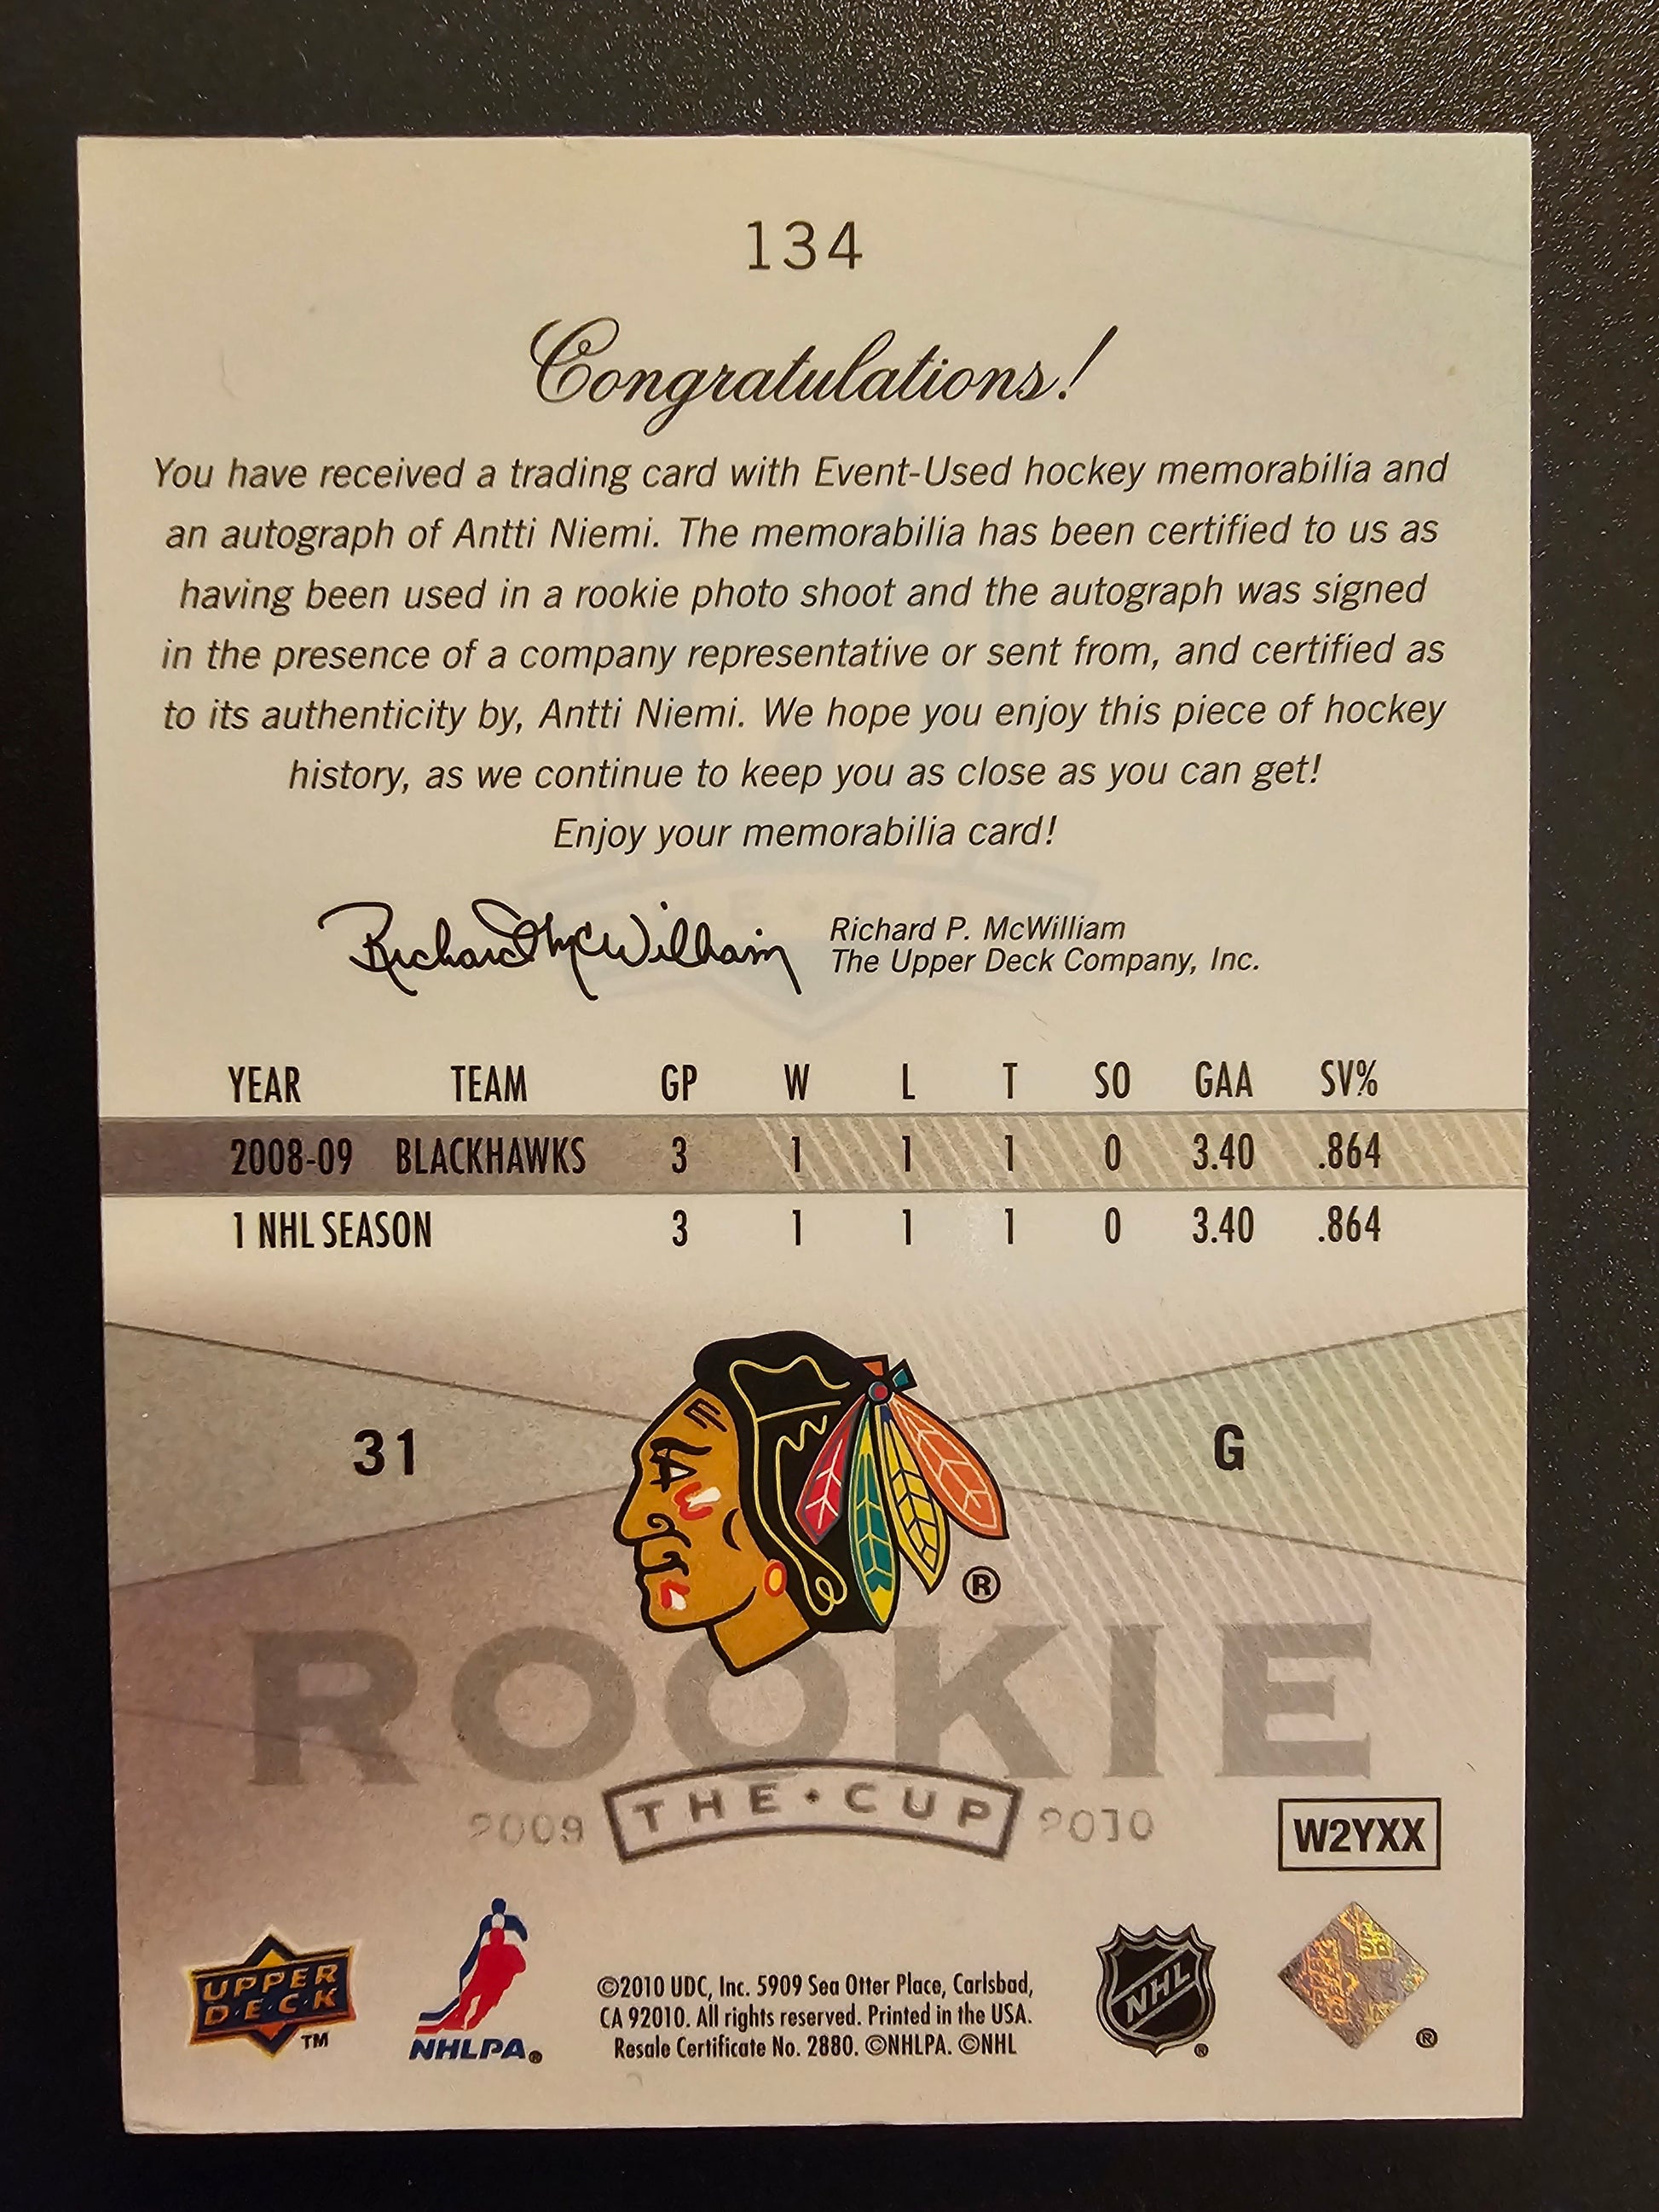 134
Congratulations!
You have received a trading card with Event-Used hockey memorabilia and
an autograph of Antti Niemi. The memorabilia has been certified to us as
having been used in a rookie photo shoot and the autograph was signed
in the presence of a company representative or sent from, and certified as
to its authenticity by, Antti Niemi. We hope you enjoy this piece of hockey
history, as we continue to keep you as close as you can get!
Enjoy your memorabilia card!
Richard McWilliam
Richard P. McWilliam
The Upper Deck Company, Inc.
YEAR TEAM GP W L T SO GAA SV%
2008-09 BLACKHAWKS 3 1 1 1 0 3.40 .864
1 NHL SEASON 3 1 1 1 0 3.40 .864
31 G
®
ROOKIE
2009 THE • CUP 2010
W2YXX
UPPER
D•E•C•K
TM
NHLPA®
©2010 UDC, Inc. 5909 Sea Otter Place, Carlsbad,
CA 92010. All rights reserved. Printed in the USA.
Resale Certificate No. 2880. ©NHLPA. ©NHL
NHL
®
®